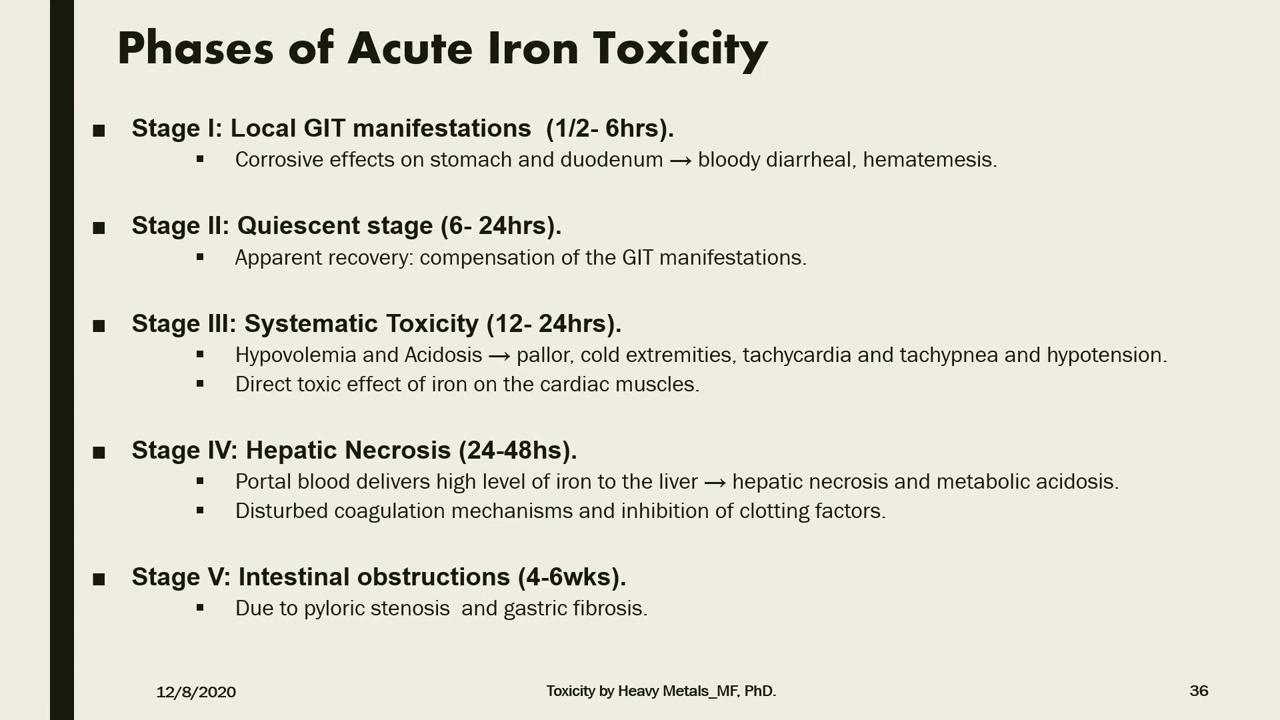 Phases of Acute Iron Toxicity
■ Stage I: Local GIT manifestations  (1/2- 6hrs).
▪ Corrosive effects on stomach and duodenum → bloody diarrheal, hematemesis.
■ Stage II: Quiescent stage (6- 24hrs).
▪ Apparent recovery: compensation of the GIT manifestations.
■ Stage III: Systematic Toxicity (12- 24hrs).
▪ Hypovolemia and Acidosis → pallor, cold extremities, tachycardia and tachypnea and hypotension.
▪ Direct toxic effect of iron on the cardiac muscles.
■ Stage IV: Hepatic Necrosis (24-48hs).
▪ Portal blood delivers high level of iron to the liver → hepatic necrosis and metabolic acidosis.
▪ Disturbed coagulation mechanisms and inhibition of clotting factors.
■ Stage V: Intestinal obstructions (4-6wks).
▪ Due to pyloric stenosis  and gastric fibrosis.
12/8/2020 Toxicity by Heavy Metals_MF, PhD. 36